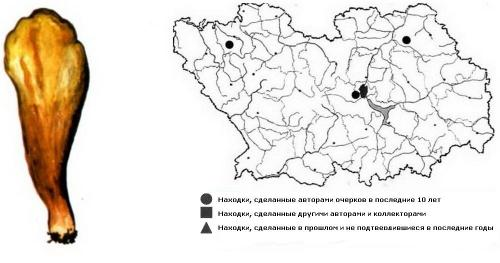 Находки, сделанные авторами очерков в последние 10 лет
Находки, сделанные другими авторами и коллекторами
Находки, сделанные в прошлом и не подтвердившиеся в последние годы